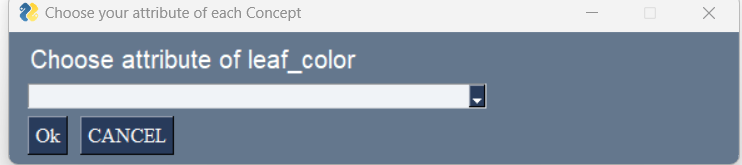 Choose your attribute of each Concept
Choose attribute of leaf_color
Ok CANCEL